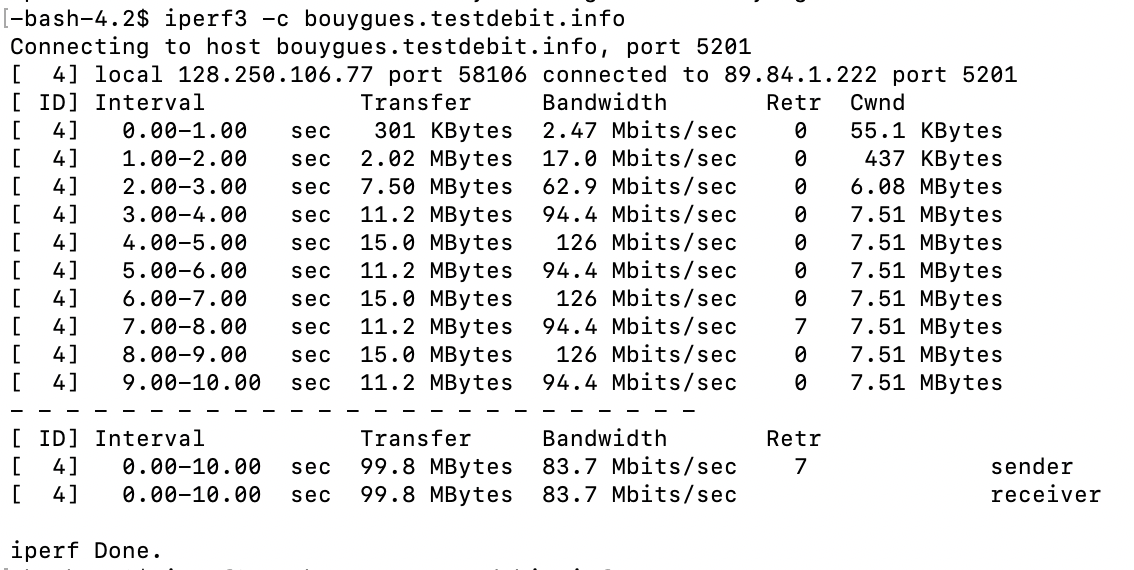 [-bash-4.2$ iperf3 -c bouygues.testdebit.info
Connecting to host bouygues.testdebit.info, port 5201
[  4] local 128.250.106.77 port 58106 connected to 89.84.1.222 port 5201
[ ID] Interval           Transfer     Bandwidth       Retr  Cwnd
[  4]   0.00-1.00   sec   301 KBytes  2.47 Mbits/sec    0   55.1 KBytes
[  4]   1.00-2.00   sec  2.02 MBytes  17.0 Mbits/sec    0    437 KBytes
[  4]   2.00-3.00   sec  7.50 MBytes  62.9 Mbits/sec    0   6.08 MBytes
[  4]   3.00-4.00   sec  11.2 MBytes  94.4 Mbits/sec    0   7.51 MBytes
[  4]   4.00-5.00   sec  15.0 MBytes   126 Mbits/sec    0   7.51 MBytes
[  4]   5.00-6.00   sec  11.2 MBytes  94.4 Mbits/sec    0   7.51 MBytes
[  4]   6.00-7.00   sec  15.0 MBytes   126 Mbits/sec    0   7.51 MBytes
[  4]   7.00-8.00   sec  11.2 MBytes  94.4 Mbits/sec    7   7.51 MBytes
[  4]   8.00-9.00   sec  15.0 MBytes   126 Mbits/sec    0   7.51 MBytes
[  4]   9.00-10.00  sec  11.2 MBytes  94.4 Mbits/sec    0   7.51 MBytes
- - - - - - - - - - - - - - - - - - - - - - - - -
[ ID] Interval           Transfer     Bandwidth       Retr
[  4]   0.00-10.00  sec  99.8 MBytes  83.7 Mbits/sec    7             sender
[  4]   0.00-10.00  sec  99.8 MBytes  83.7 Mbits/sec                  receiver
iperf Done.